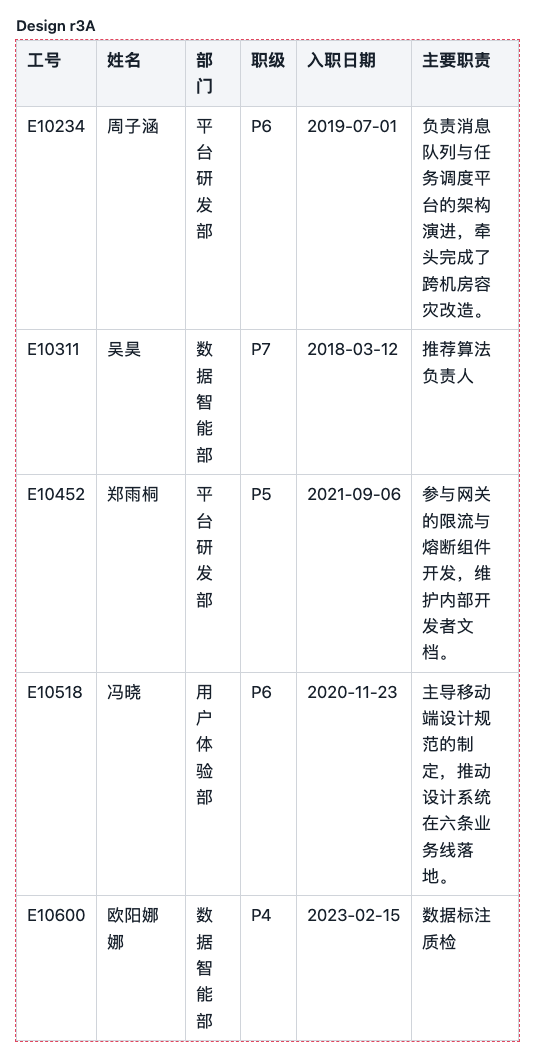 Design r3A
工号 姓名 部 职级 入职日期 主要职责
门
E10234 周子涵 平 P6 2019-07-01 负责消息
台 队列与任
研 务调度平
发 台的架构
部 演进，牵
头完成了
跨机房容
灾改造。
E10311 吴昊 数 P7 2018-03-12 推荐算法
据 负责人
智
能
部
E10452 郑雨桐 平 P5 2021-09-06 参与网关
台 的限流与
研 熔断组件
发 开发，维
部 护内部开
发者文
档。
E10518 冯晓 用 P6 2020-11-23 主导移动
户 端设计规
体 范的制
验 定，推动
部 设计系统
在六条业
务线落
地。
E10600 欧阳娜 数 P4 2023-02-15 数据标注
娜 据 质检
智
能
部